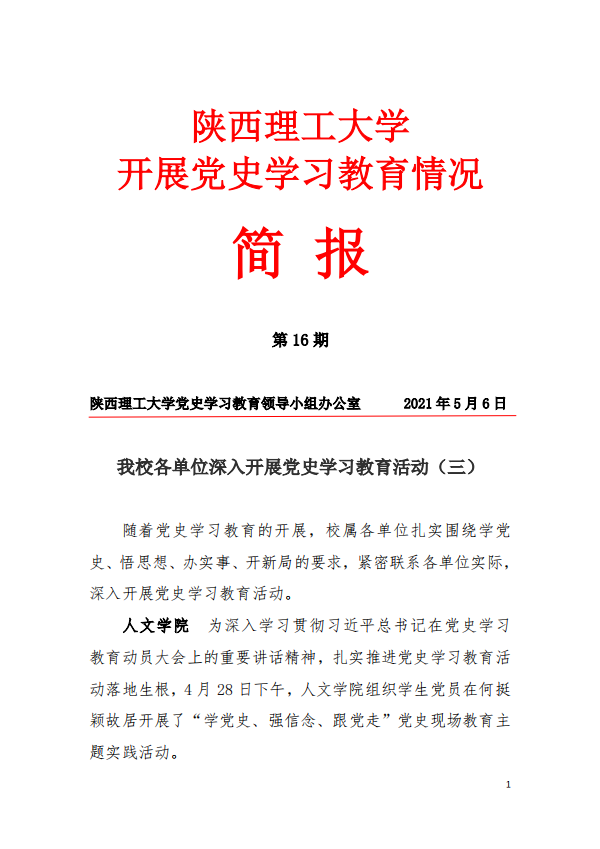 陕西理工大学
开展党史学习教育情况
简 报
第 16 期
陕西理工大学党史学习教育领导小组办公室 2021 年 5 月 6 日
我校各单位深入开展党史学习教育活动（三）
随着党史学习教育的开展，校属各单位扎实围绕学党
史、悟思想、办实事、开新局的要求，紧密联系各单位实际，
深入开展党史学习教育活动。
人文学院 为深入学习贯彻习近平总书记在党史学习
教育动员大会上的重要讲话精神，扎实推进党史学习教育活
动落地生根，4 月 28 日下午，人文学院组织学生党员在何挺
颖故居开展了“学党史、强信念、跟党走”党史现场教育主
题实践活动。
1